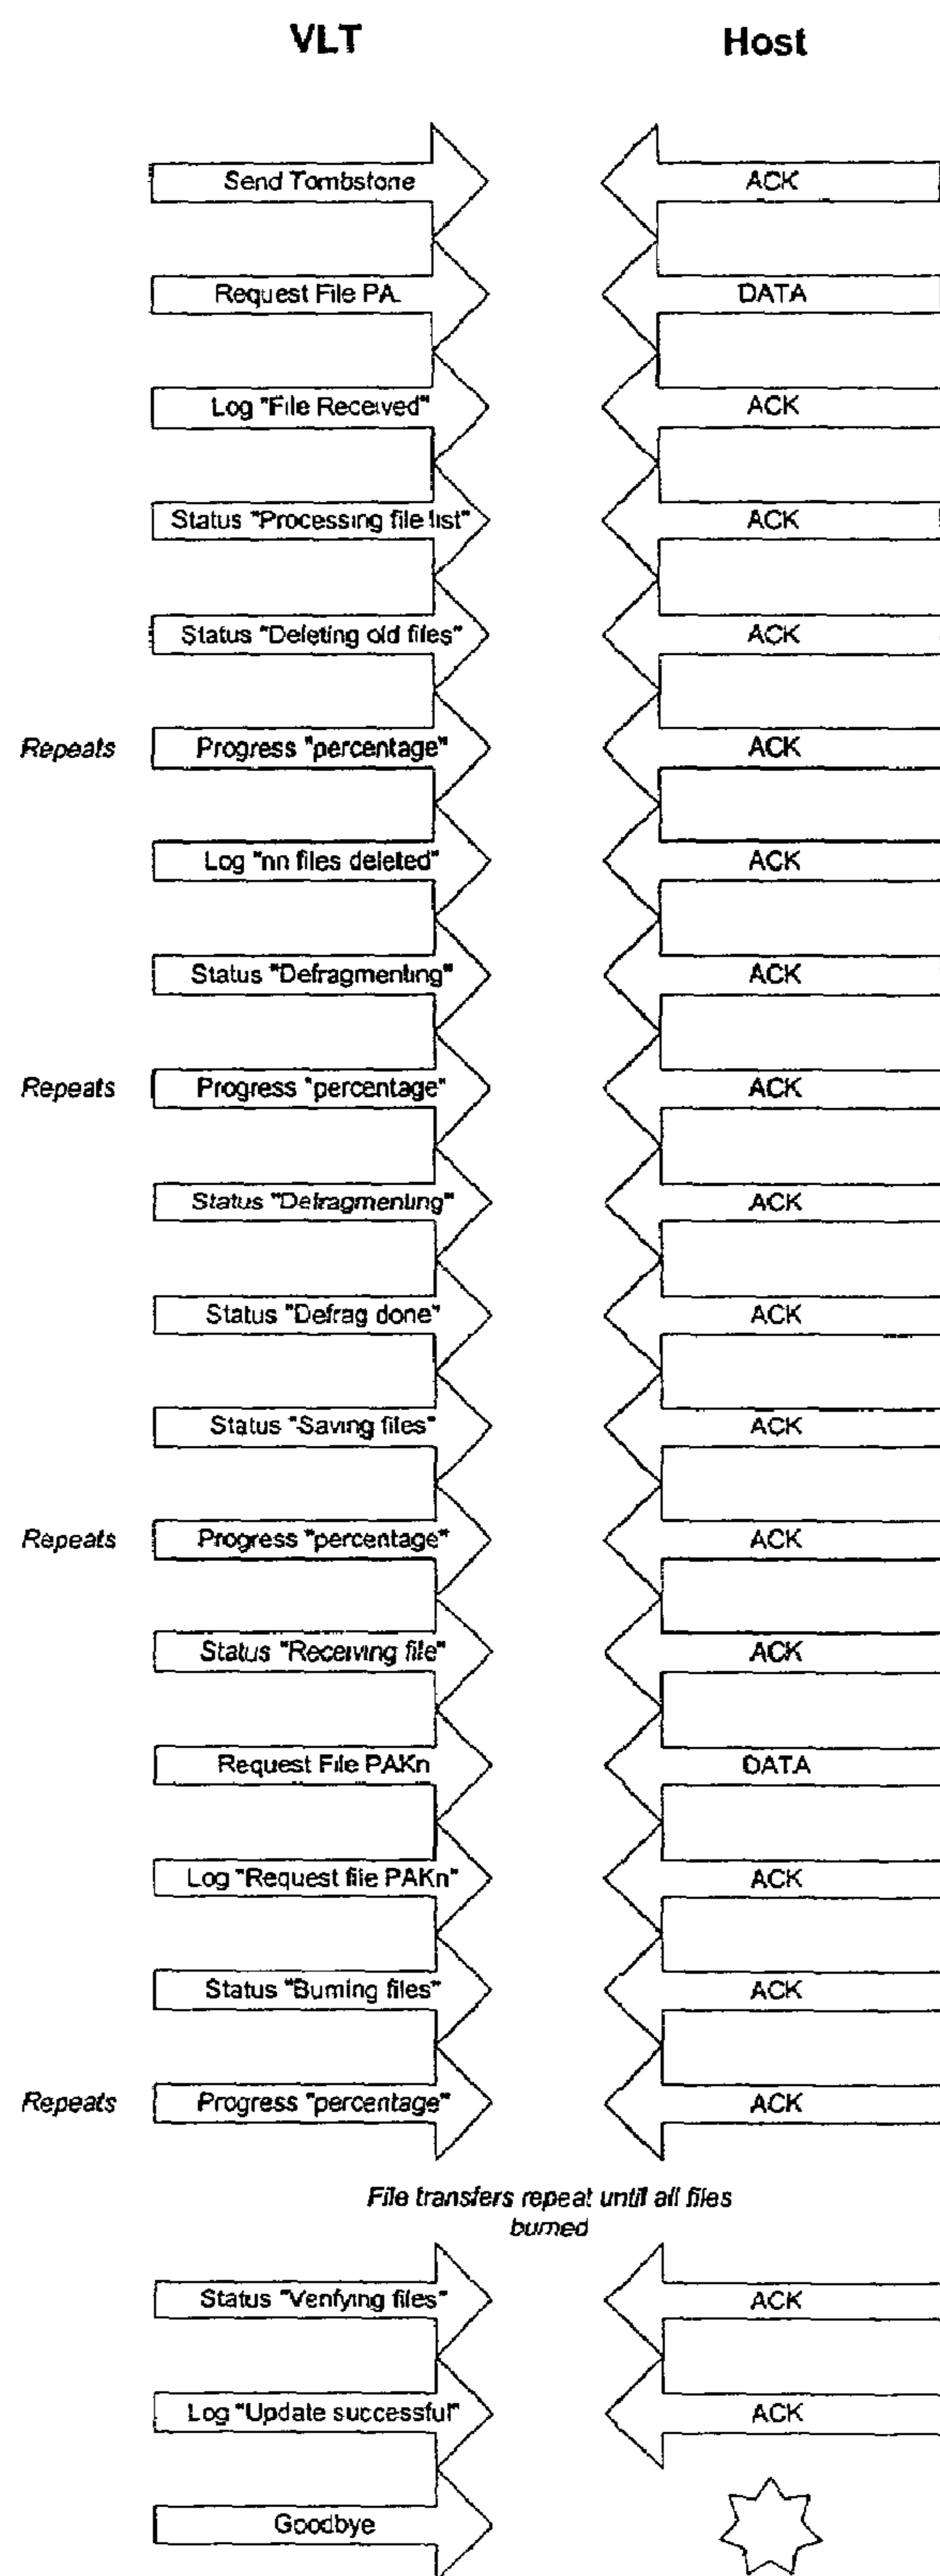 VLT Host
Send Tombstone ACK
Request File PA. DATA
Log "File Received" ACK
Status "Processing file list" ACK
Status "Deleting old files" ACK
Repeats Progress "percentage" ACK
Log "nn files deleted" ACK
Status "Defragmenting" ACK
Repeats Progress "percentage" ACK
Status "Defragmenting" ACK
Status "Defrag done" ACK
Status "Saving files" ACK
Repeats Progress "percentage" ACK
Status "Receiving file" ACK
Request File PAKn DATA
Log "Request file PAKn" ACK
Status "Burning files" ACK
Repeats Progress "percentage" ACK
File transfers repeat until all files
burned
Status "Verifying files" ACK
Log "Update successful" ACK
Goodbye